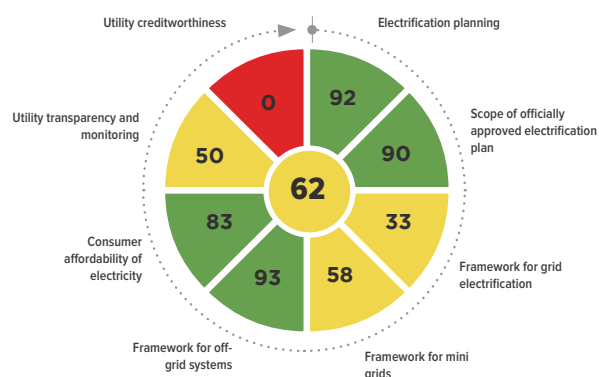 Utility creditworthiness
Electrification planning
0
92
Utility transparency and
monitoring
Scope of officially
approved electrification
plan
50
90
62
83
33
Consumer
affordability of
electricity
Framework for grid
electrification
93
58
Framework for off-
grid systems
Framework for mini
grids